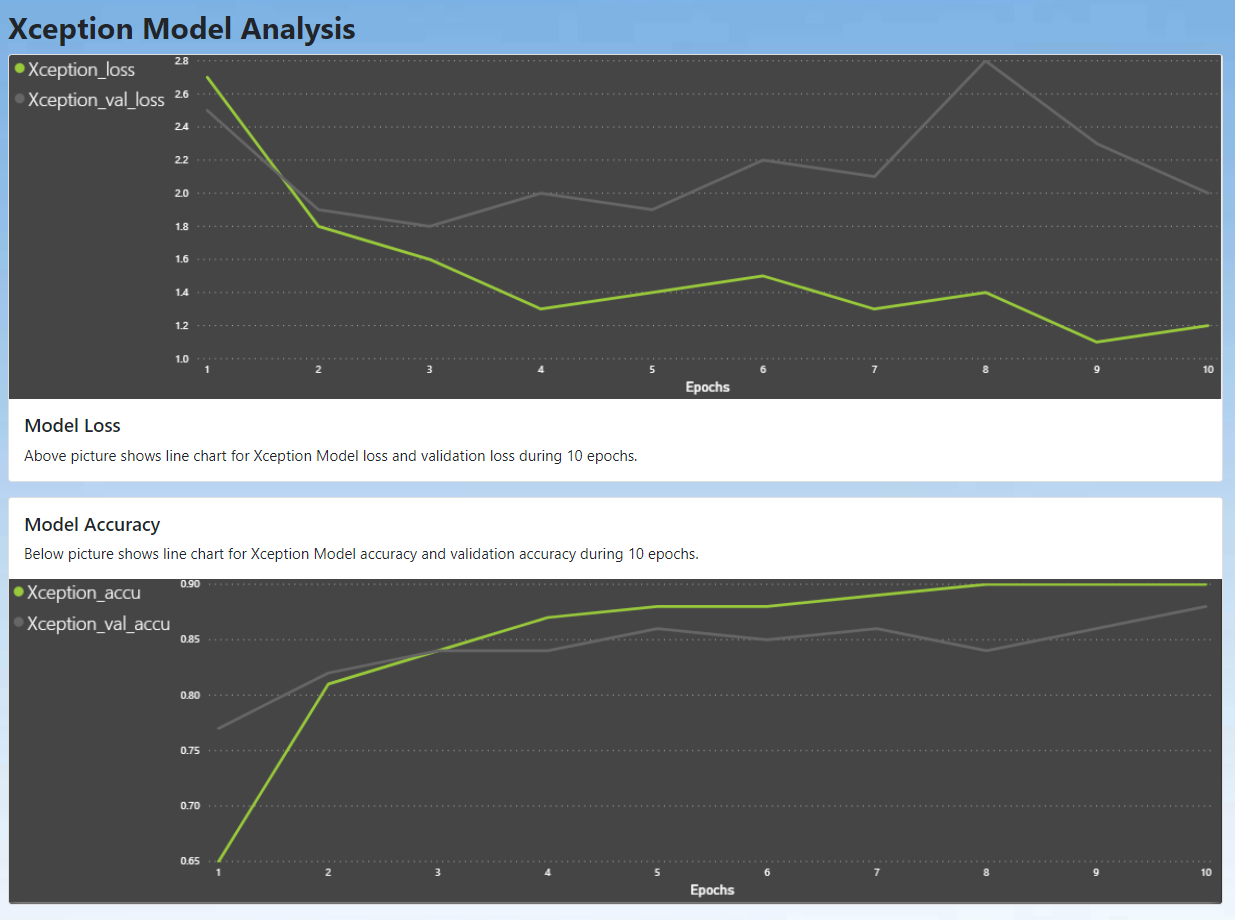 Xception Model Analysis
Xception_loss
Xception_val_loss
2.8
2.6
2.4
2.2
2.0
1.8
1.6
1.4
1.2
1.0
1 2 3 4 5 6 7 8 9 10
Epochs
Model Loss
Above picture shows line chart for Xception Model loss and validation loss during 10 epochs.
Model Accuracy
Below picture shows line chart for Xception Model accuracy and validation accuracy during 10 epochs.
Xception_accu
Xception_val_accu
0.90
0.85
0.80
0.75
0.70
0.65
1 2 3 4 5 6 7 8 9 10
Epochs